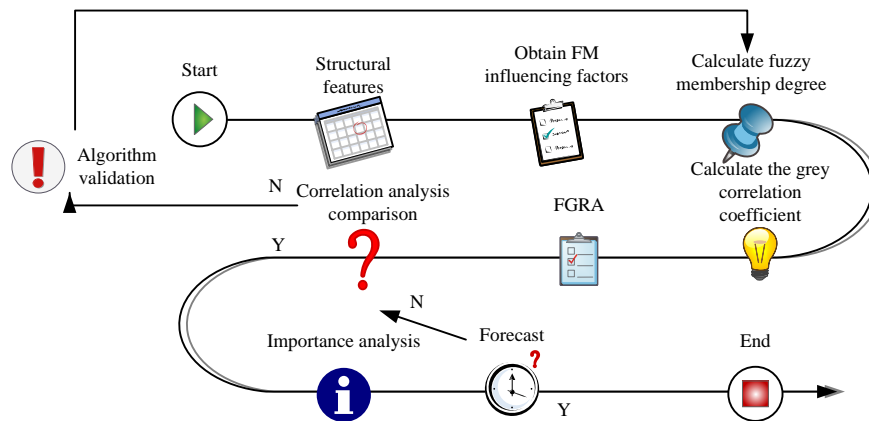 Start
Structural
features
Obtain FM
influencing factors
Calculate fuzzy
membership degree
Algorithm
validation
N
Correlation analysis
comparison
FGRA
Calculate the grey
correlation
coefficient
Y
N
Importance analysis
Forecast
?
Y
End